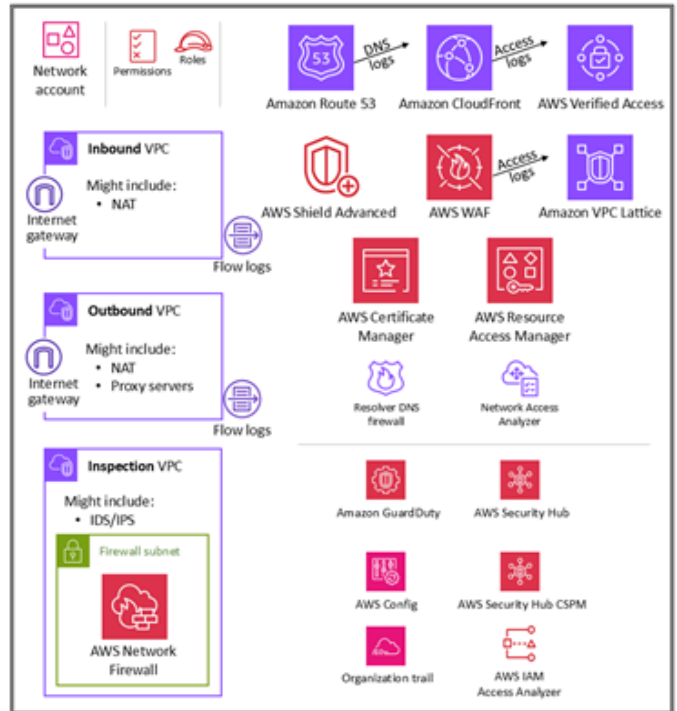 Network
account
Permissions
Roles
53
DNS
logs
Access
logs
Amazon Route 53
Amazon CloudFront
AWS Verified Access
Inbound VPC
Might include:
• NAT
Internet
gateway
Flow logs
Access
logs
AWS Shield Advanced
AWS WAF
Amazon VPC Lattice
AWS Certificate
Manager
AWS Resource
Access Manager
Outbound VPC
Might include:
• NAT
• Proxy servers
Internet
gateway
Flow logs
Resolver DNS
firewall
Network Access
Analyzer
Inspection VPC
Might include:
• IDS/IPS
Firewall subnet
AWS Network
Firewall
Amazon GuardDuty
AWS Security Hub
AWS Config
AWS Security Hub CSPM
Organization trail
AWS IAM
Access Analyzer